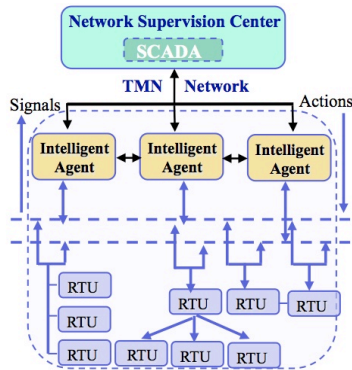 Network Supervision Center
SCADA
TMN Network
Signals
Actions
Intelligent
Agent
Intelligent
Agent
Intelligent
Agent
RTU
RTU
RTU
RTU
RTU
RTU
RTU
RTU
RTU